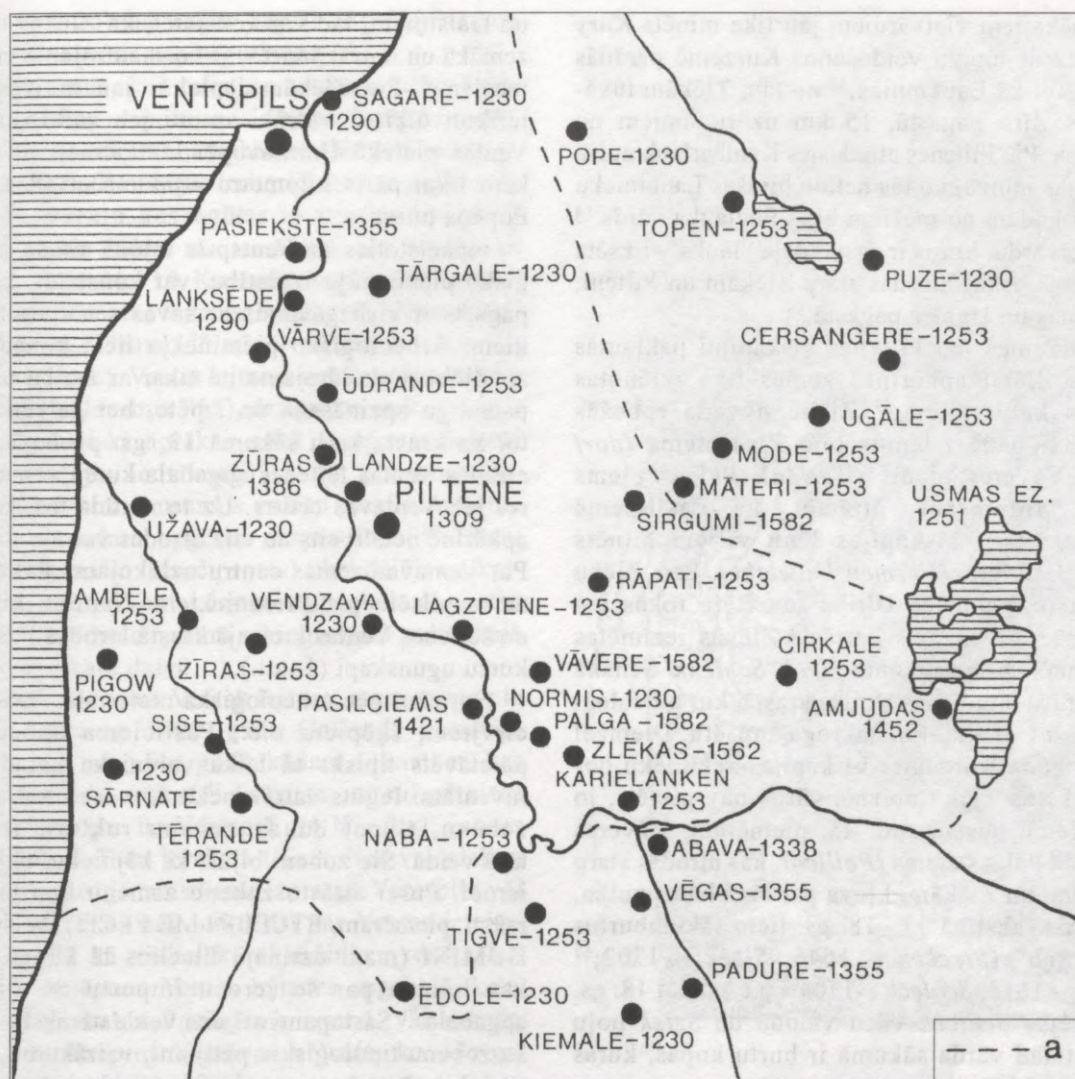 VENTSPILS
1290
SAGARE–1230
POPE–1230
TOPEN–1253
PUZE–1230
PASIEKSTE–1355
TĀRGALE–1230
LANKSEDE
1290
VĀRVE–1253
CERSANGERE–1253
ŪDRANDE–1253
UGĀLE–1253
ZŪRAS
1386
LANDZE–1230
MODE–1253
MATERI–1253
SIRGUMI–1582
PILTENE
1309
UŽAVA–1230
USMAS EZ.
1251
RĀPATI–1253
AMBELE
1253
VENDZAVA
1230
LAGZDIENE–1253
CIRKALE
1253
PIGOW
1230
ZĪRAS–1253
VĀVERE–1582
NORMIS–1230
PASILCIEMS
1421
PALGA–1582
AMJŪDAS
1452
SISE–1253
ZLĒKAS–1562
1230
SĀRNATE
KARIELANKEN
1253
TĒRANDE
1253
NABA–1253
ABAVA–1338
VĒGAS–1355
TIGVE–1253
PADURE–1355
ĒDOLE–1230
KIEMALE–1230
a